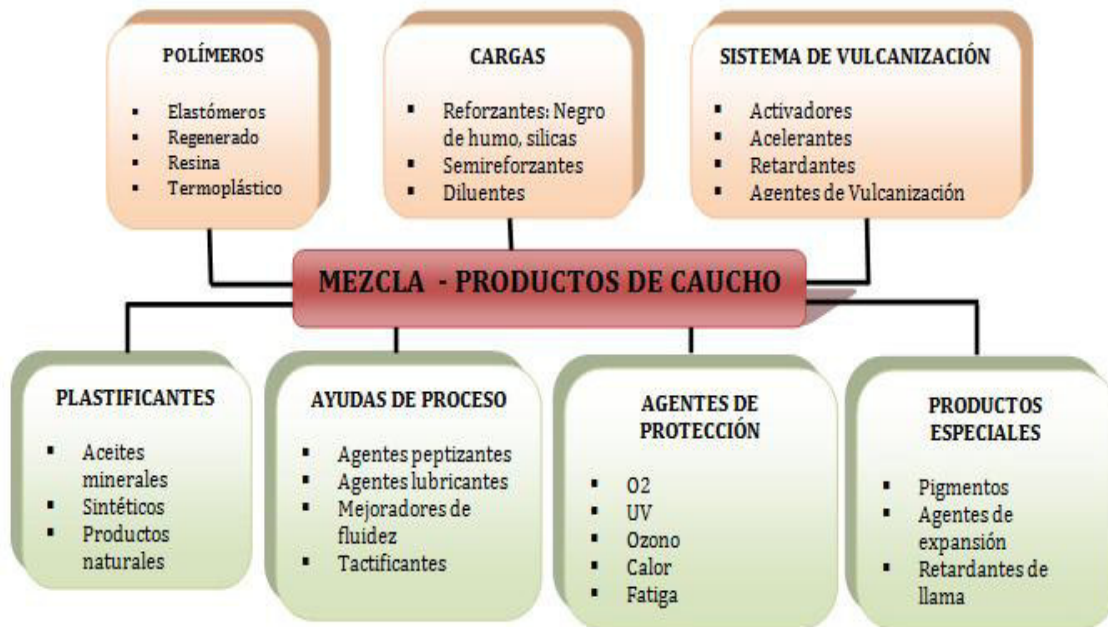 POLÍMEROS
Elastómeros
Regenerado
Resina
Termoplástico
CARGAS
Reforzantes: Negro
de humo, silicas
Semireforzantes
Diluentes
SISTEMA DE VULCANIZACIÓN
Activadores
Acelerantes
Retardantes
Agentes de Vulcanización
MEZCLA - PRODUCTOS DE CAUCHO
PLASTIFICANTES
Aceites
minerales
Sintéticos
Productos
naturales
AYUDAS DE PROCESO
Agentes peptizantes
Agentes lubricantes
Mejoradores de
fluidez
Tactificantes
AGENTES DE
PROTECCIÓN
O2
UV
Ozono
Calor
Fatiga
PRODUCTOS
ESPECIALES
Pigmentos
Agentes de
expansión
Retardantes de
llama